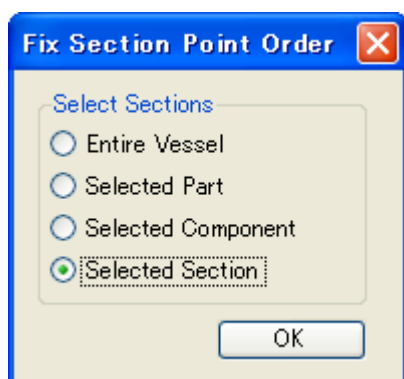 Fix Section Point Order
Select Sections
Entire Vessel
Selected Part
Selected Component
Selected Section
OK